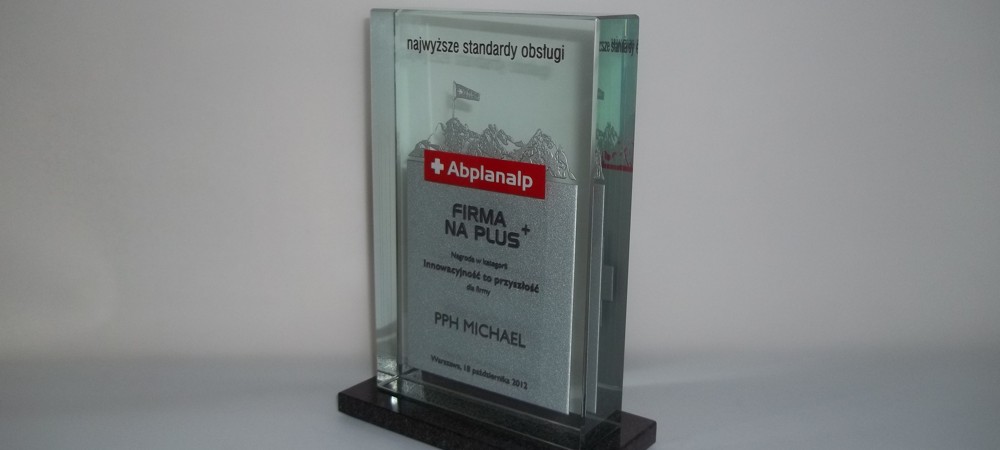 najwyższe standardy obsługi
Abplanalp
Abplanalp
FIRMA
NA PLUS+
Nagroda w kategorii
Innowacyjność to przyszłość
dla firmy
PPH MICHAEL
Warszawa, 18 października 2012